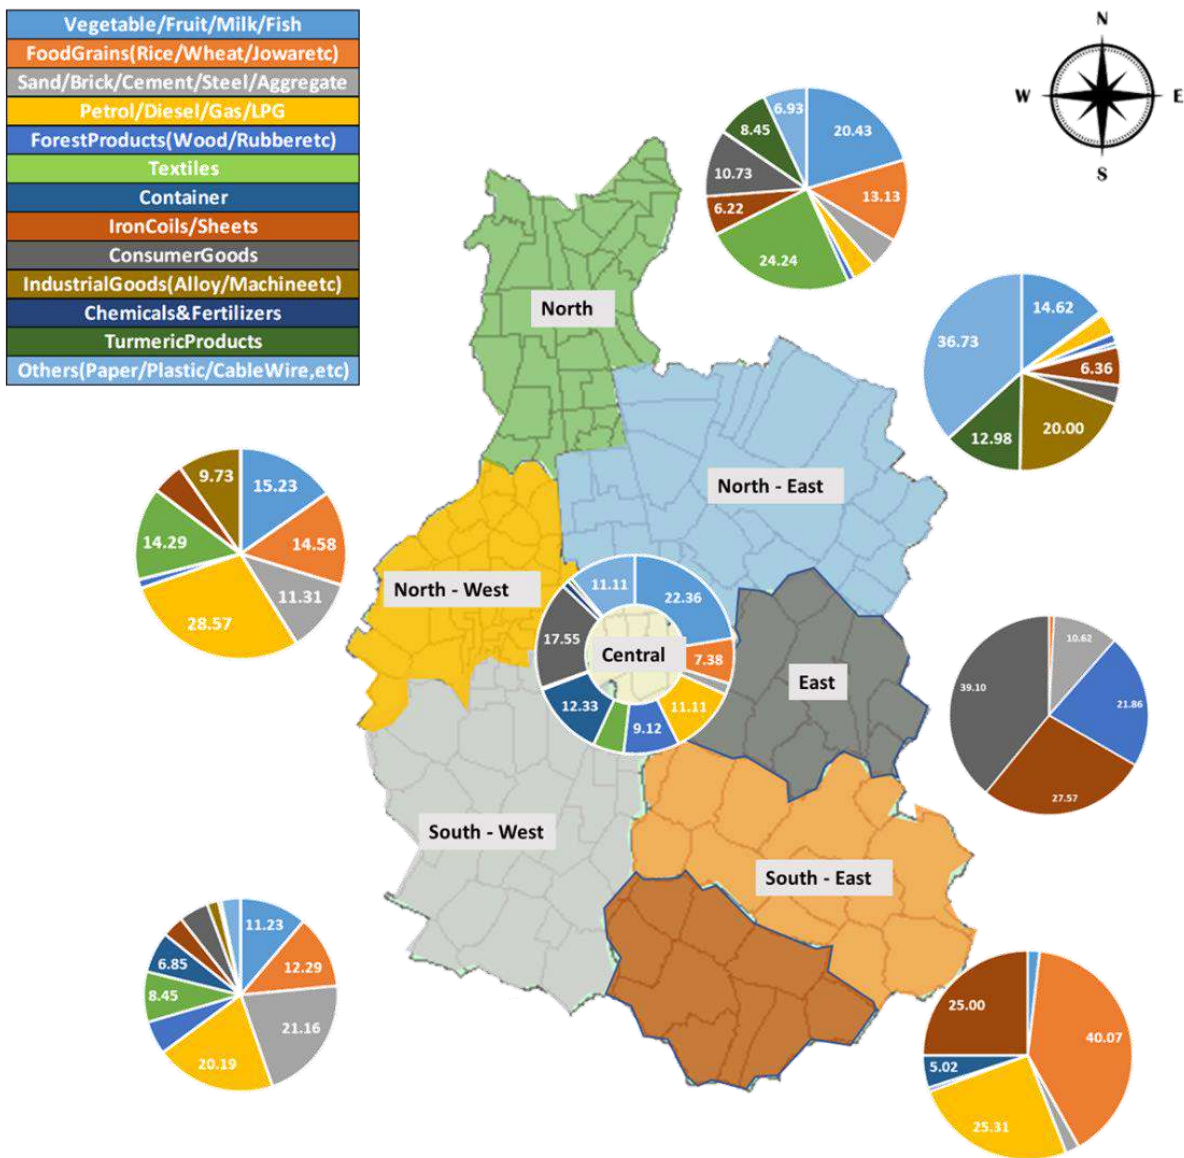 Vegetable/Fruit/Milk/Fish
FoodGrains(Rice/Wheat/Jowaretc)
Sand/Brick/Cement/Steel/Aggregate
Petrol/Diesel/Gas/LPG
ForestProducts(Wood/Rubberetc)
Textiles
Container
IronCoils/Sheets
ConsumerGoods
IndustrialGoods(Alloy/Machineetc)
Chemicals&Fertilizers
TurmericProducts
Others(Paper/Plastic/CableWire,etc)
N
W
E
S
6.93
20.43
8.45
10.73
13.13
6.22
24.24
North
14.62
36.73
6.36
20.00
12.98
North - East
9.73
15.23
14.29
14.58
11.31
28.57
North - West
11.11
22.36
17.55
Central
7.38
12.33
11.11
9.12
East
10.62
39.10
21.86
27.57
South - West
South - East
11.23
12.29
6.85
8.45
21.16
20.19
25.00
40.07
5.02
25.31